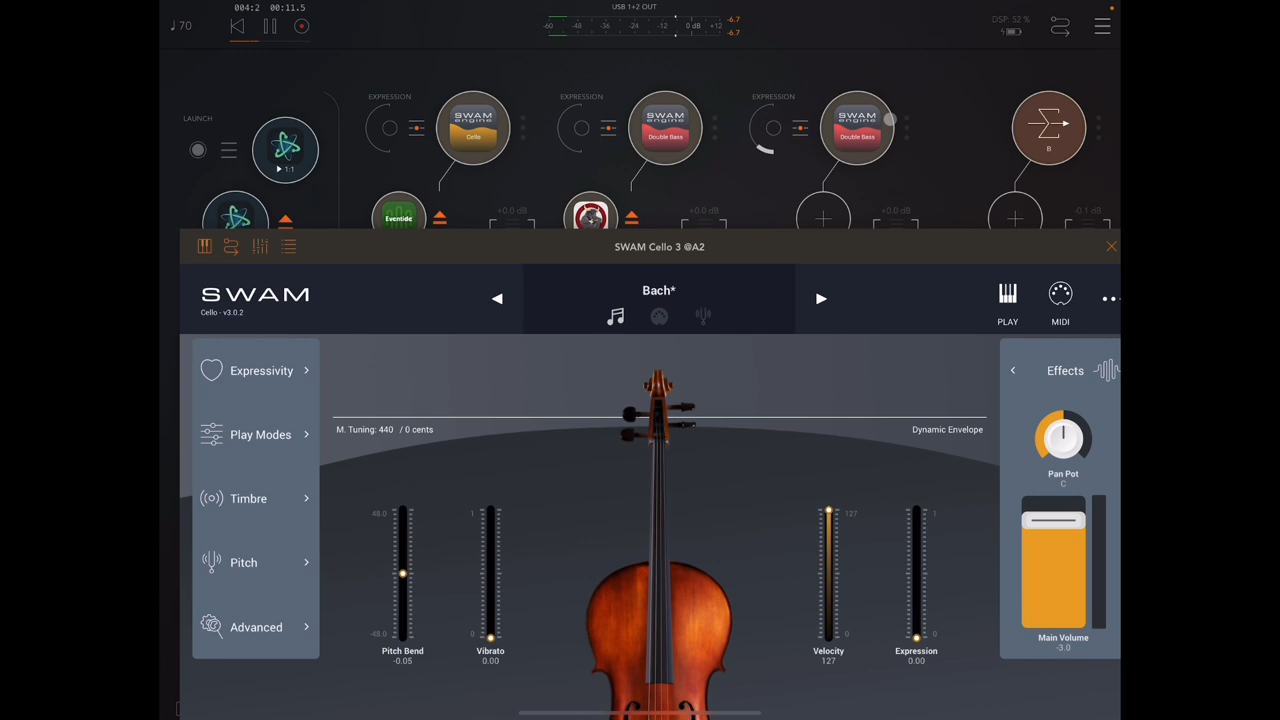 004:2 00:11.5
USB 1+2 OUT
♩ 70
-60 -48 -36 -24 -12 0 dB +12
-6.7
-6.7
DSP: 52 %
EXPRESSION
EXPRESSION
EXPRESSION
LAUNCH
SWAM engine Cello
SWAM engine Double Bass
SWAM engine Double Bass
B
1:1
Eventide
+0.0 dB
+0.0 dB
+0.0 dB
-0.1 dB
SWAM Cello 3 @A2
SWAM
Cello - v3.0.2
Bach*
PLAY
MIDI
Expressivity
Play Modes
Timbre
Pitch
Advanced
M. Tuning: 440 / 0 cents
Dynamic Envelope
48.0
-48.0
Pitch Bend
-0.05
1
0
Vibrato
0.00
127
0
Velocity
127
1
0
Expression
0.00
Effects
Pan Pot
C
Main Volume
-3.0